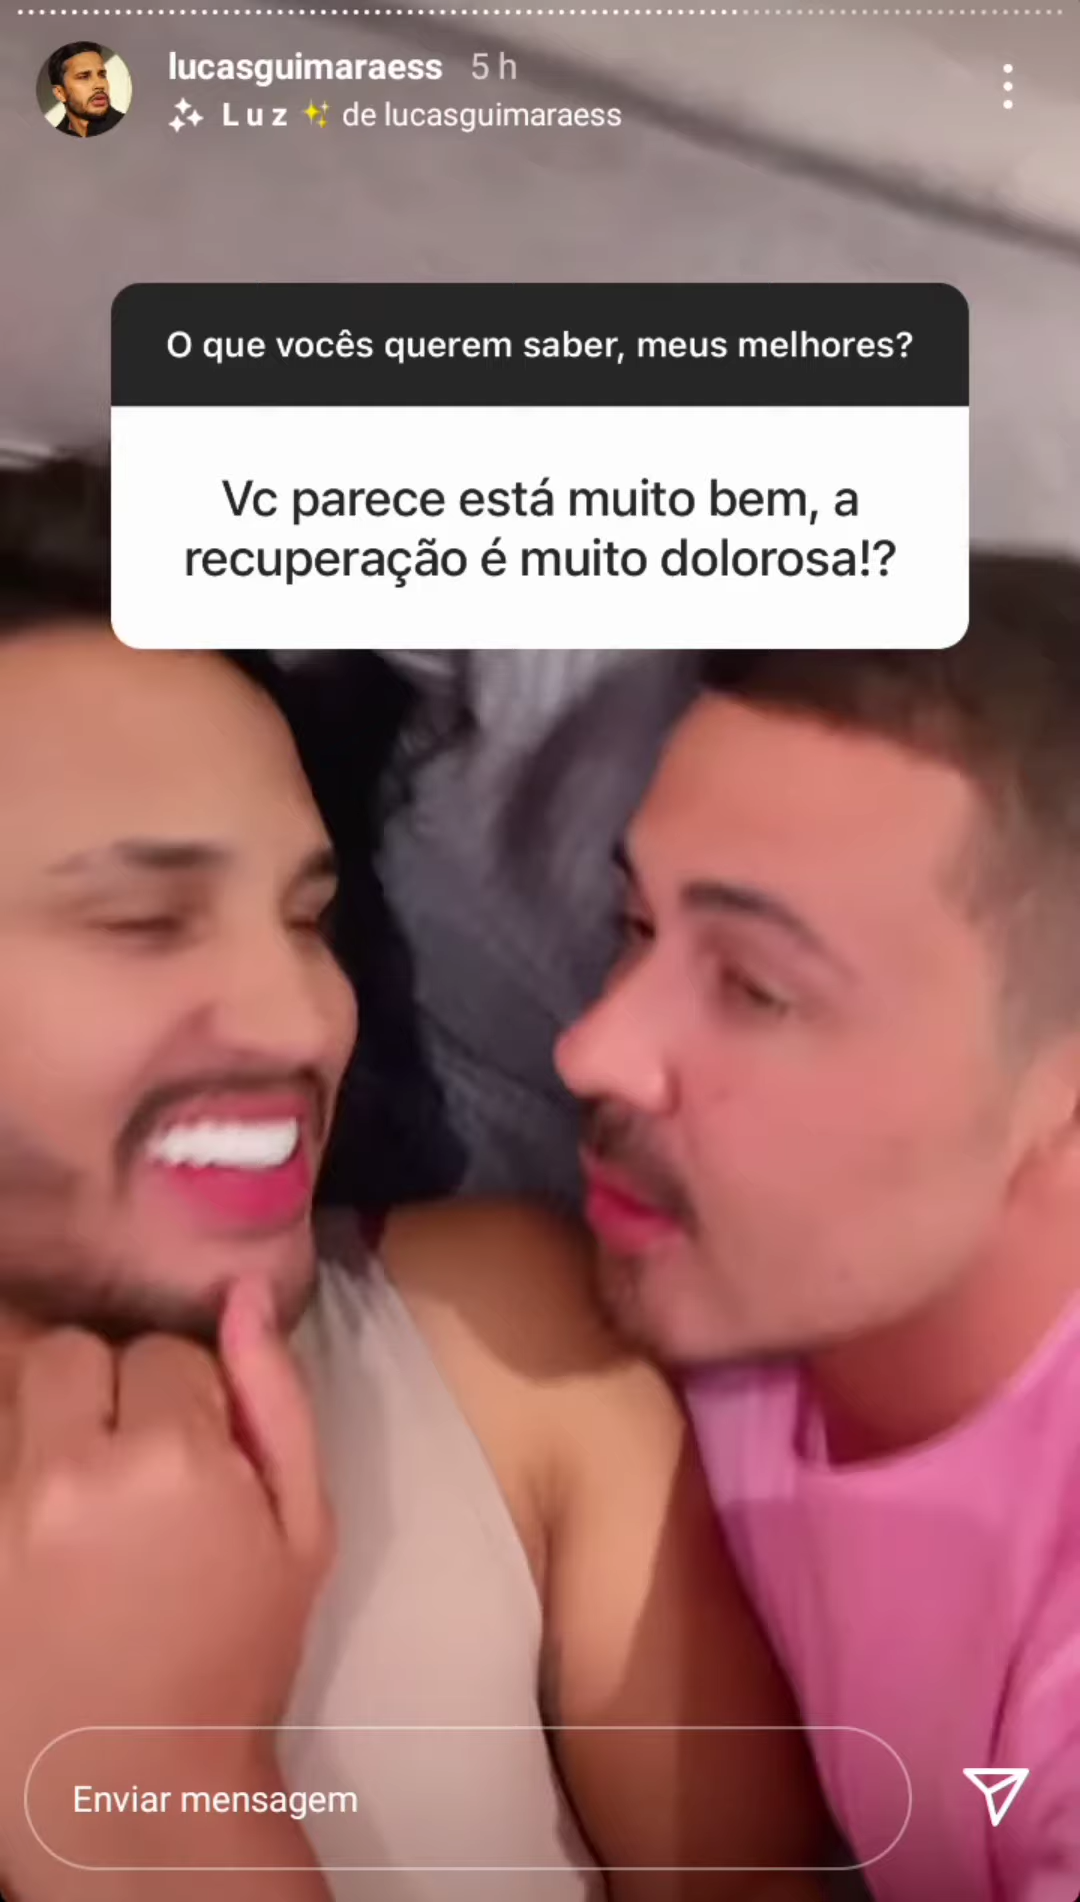 lucasguimaraess 5 h
L u z ✨ de lucasguimaraess
O que vocês querem saber, meus melhores?
Vc parece está muito bem, a
recuperação é muito dolorosa!?
Enviar mensagem